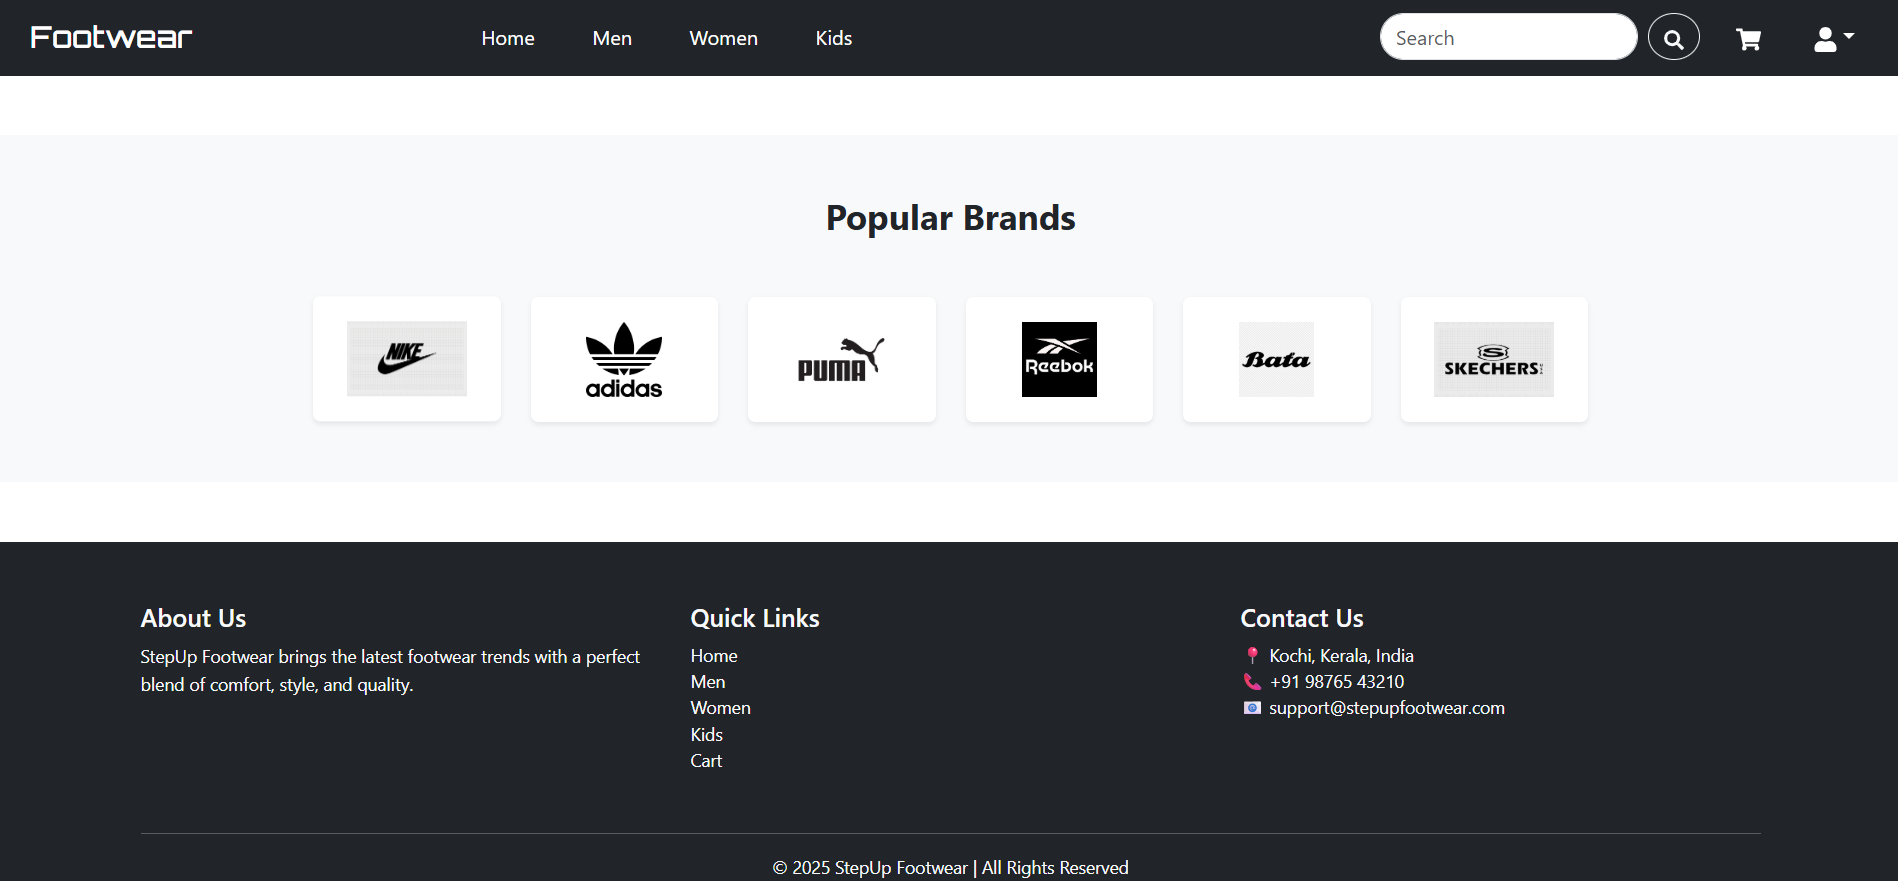 Footwear
Home
Men
Women
Kids
Search
Popular Brands
NIKE
adidas
PUMA
Reebok
Bata
SKECHERS
About Us
StepUp Footwear brings the latest footwear trends with a perfect
blend of comfort, style, and quality.
Quick Links
Home
Men
Women
Kids
Cart
Contact Us
Kochi, Kerala, India
+91 98765 43210
support@stepupfootwear.com
© 2025 StepUp Footwear | All Rights Reserved